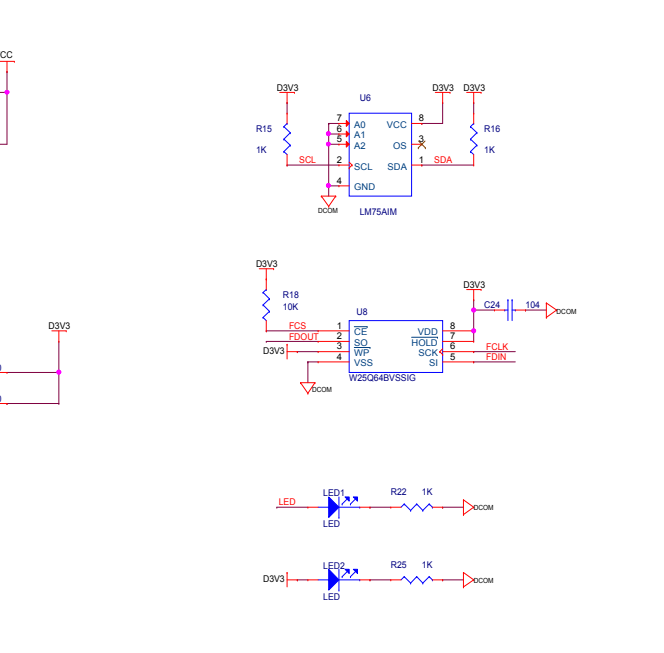 CC
D3V3
D3V3 D3V3
U6
R15
1K
R16
1K
7 A0
6 A1
5 A2
SCL 2 SCL
4 GND
VCC 8
OS 3
SDA 1 SDA
DCOM
LM75AIM
D3V3
R18
10K
D3V3
C24 104 DCOM
U8
FCS 1 CE
FDOUT 2 SO
D3V3 3 WP
4 VSS
VDD 8
HOLD 7
SCK 6 FCLK
SI 5 FDIN
DCOM
W25Q64BVSSIG
D3V3
LED LED1 R22 1K DCOM
LED
D3V3 LED2 R25 1K DCOM
LED